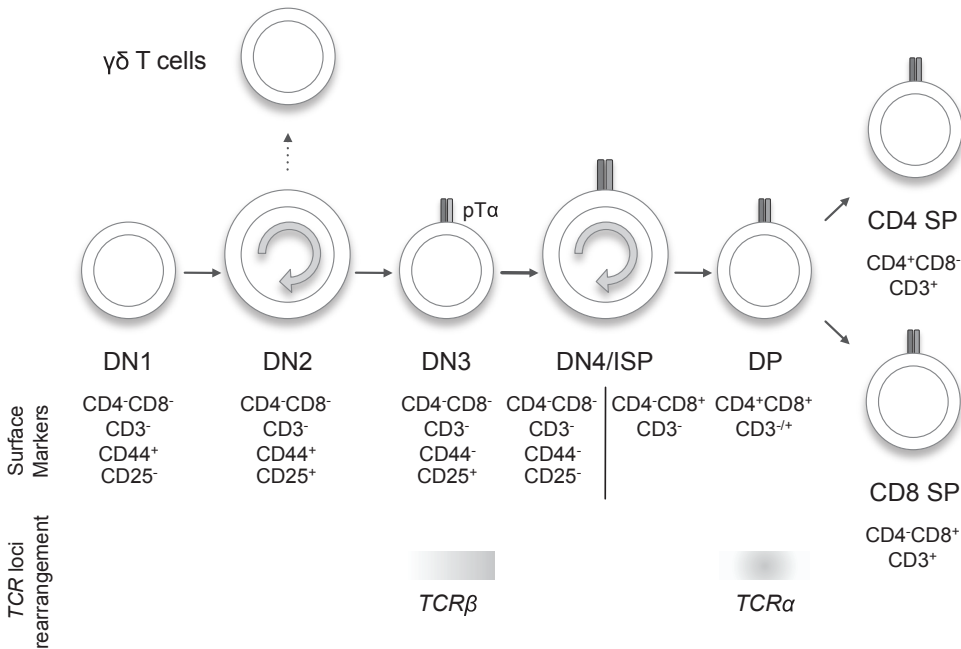 γδ T cells
pTα
DN1
CD4⁻CD8⁻
CD3⁻
CD44⁺
CD25⁻
DN2
CD4⁻CD8⁻
CD3⁻
CD44⁺
CD25⁺
DN3
CD4⁻CD8⁻
CD3⁻
CD44⁻
CD25⁺
DN4/ISP
CD4⁻CD8⁻
CD3⁻
CD44⁻
CD25⁻
CD4⁻CD8⁺
CD3⁻
DP
CD4⁺CD8⁺
CD3⁻/⁺
CD4 SP
CD4⁺CD8⁻
CD3⁺
CD8 SP
CD4⁻CD8⁺
CD3⁺
Surface
Markers
TCR loci
rearrangement
TCRβ
TCRα